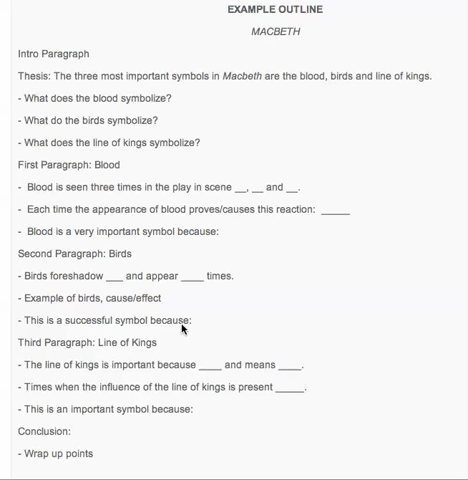 EXAMPLE OUTLINE
MACBETH
Intro Paragraph
Thesis: The three most important symbols in Macbeth are the blood, birds and line of kings.
- What does the blood symbolize?
- What do the birds symbolize?
- What does the line of kings symbolize?
First Paragraph: Blood
- Blood is seen three times in the play in scene __, __ and __.
- Each time the appearance of blood proves/causes this reaction: _____
- Blood is a very important symbol because:
Second Paragraph: Birds
- Birds foreshadow ___ and appear ____ times.
- Example of birds, cause/effect
- This is a successful symbol because:
Third Paragraph: Line of Kings
- The line of kings is important because ____ and means ____.
- Times when the influence of the line of kings is present _____.
- This is an important symbol because:
Conclusion:
- Wrap up points